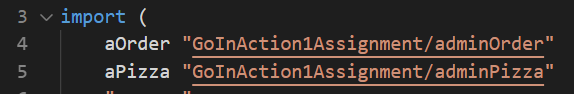 3 import (
4 aOrder "GoInAction1Assignment/adminOrder"
5 aPizza "GoInAction1Assignment/adminPizza"